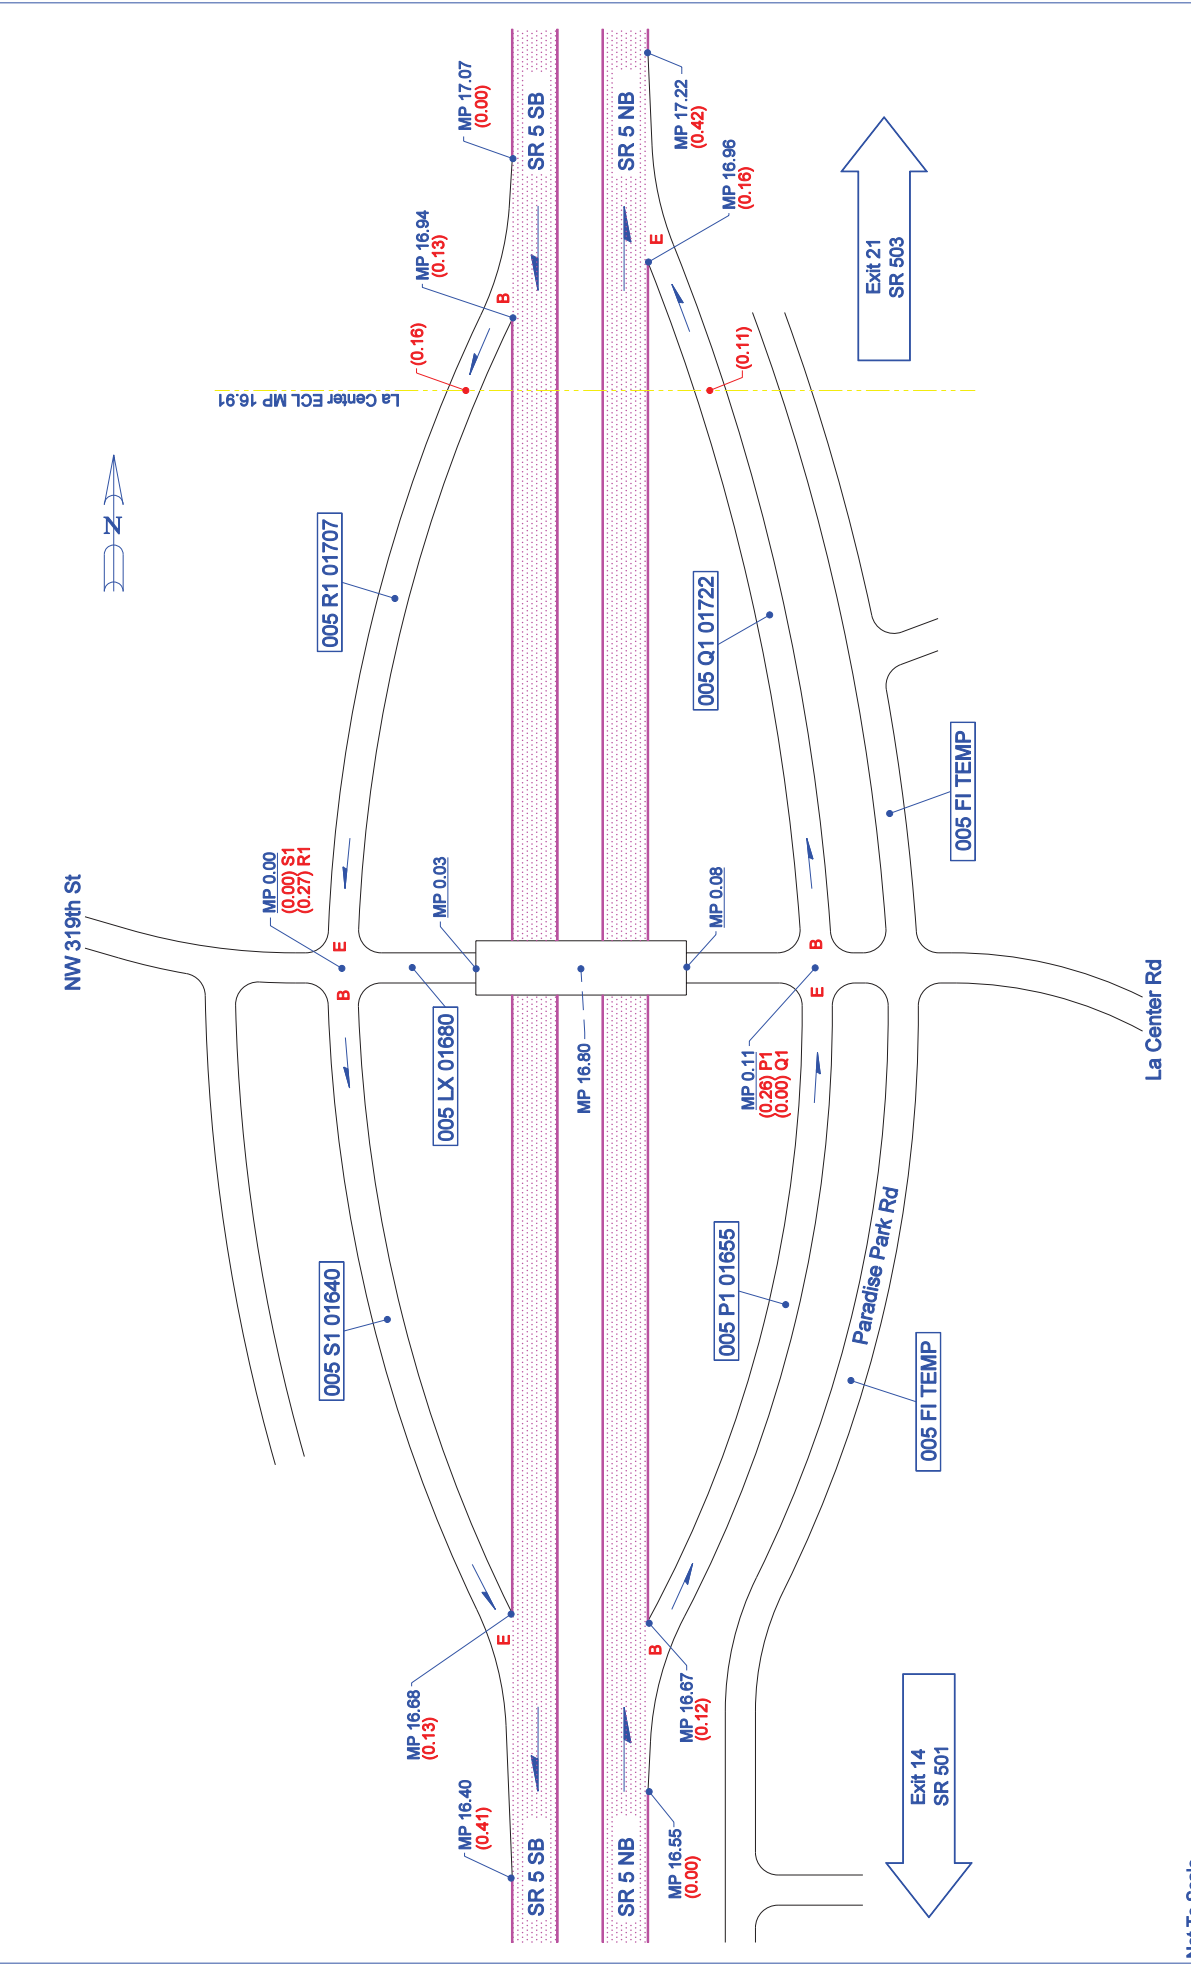 NW 319th St
La Center ECL MP 16.91
N
005 R1 01707
MP 0.00
(0.00) S1
(0.27) R1
E
B
005 S1 01640
(0.16)
MP 16.94
(0.13)
B
MP 17.07
(0.00)
MP 0.03
005 LX 01680
MP 16.68
(0.13)
E
MP 16.40
(0.41)
SR 5 SB
SR 5 SB
MP 16.80
SR 5 NB
SR 5 NB
MP 16.55
(0.00)
B
MP 16.67
(0.12)
E
MP 17.22
(0.42)
MP 16.96
(0.16)
(0.11)
005 Q1 01722
MP 0.08
MP 0.11
(0.26) P1
(0.00) Q1
B
E
005 P1 01655
Paradise Park Rd
005 FI TEMP
005 FI TEMP
Exit 21
SR 503
Exit 14
SR 501
La Center Rd